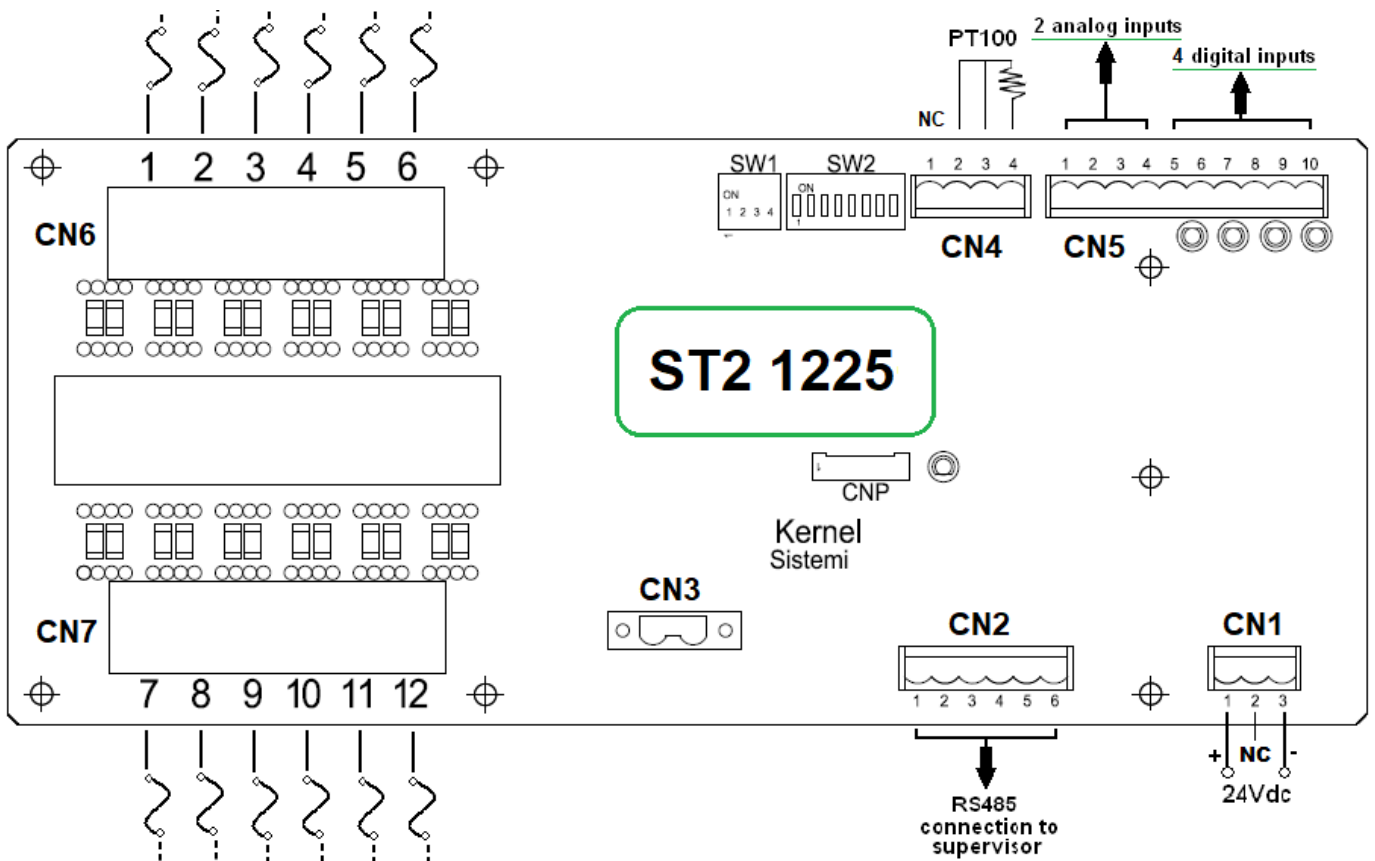 PT100
2 analog inputs
4 digital inputs
NC
1 2 3 4 5 6
SW1
SW2
1 2 3 4
1 2 3 4 5 6 7 8 9 10
ON
1 2 3 4
ON
1
CN6
CN4
CN5
ST2 1225
CNP
Kernel
Sistemi
CN3
CN7
CN2
CN1
7 8 9 10 11 12
1 2 3 4 5 6
1 2 3
+ NC -
24Vdc
RS485
connection to
supervisor